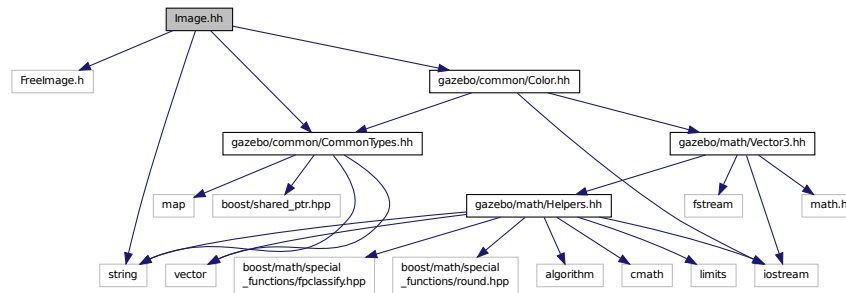 Image.hh
FreeImage.h
gazebo/common/Color.hh
gazebo/common/CommonTypes.hh
gazebo/math/Vector3.hh
map
boost/shared_ptr.hpp
gazebo/math/Helpers.hh
fstream
math.h
string
vector
boost/math/special
_functions/fpclassify.hpp
boost/math/special
_functions/round.hpp
algorithm
cmath
limits
iostream